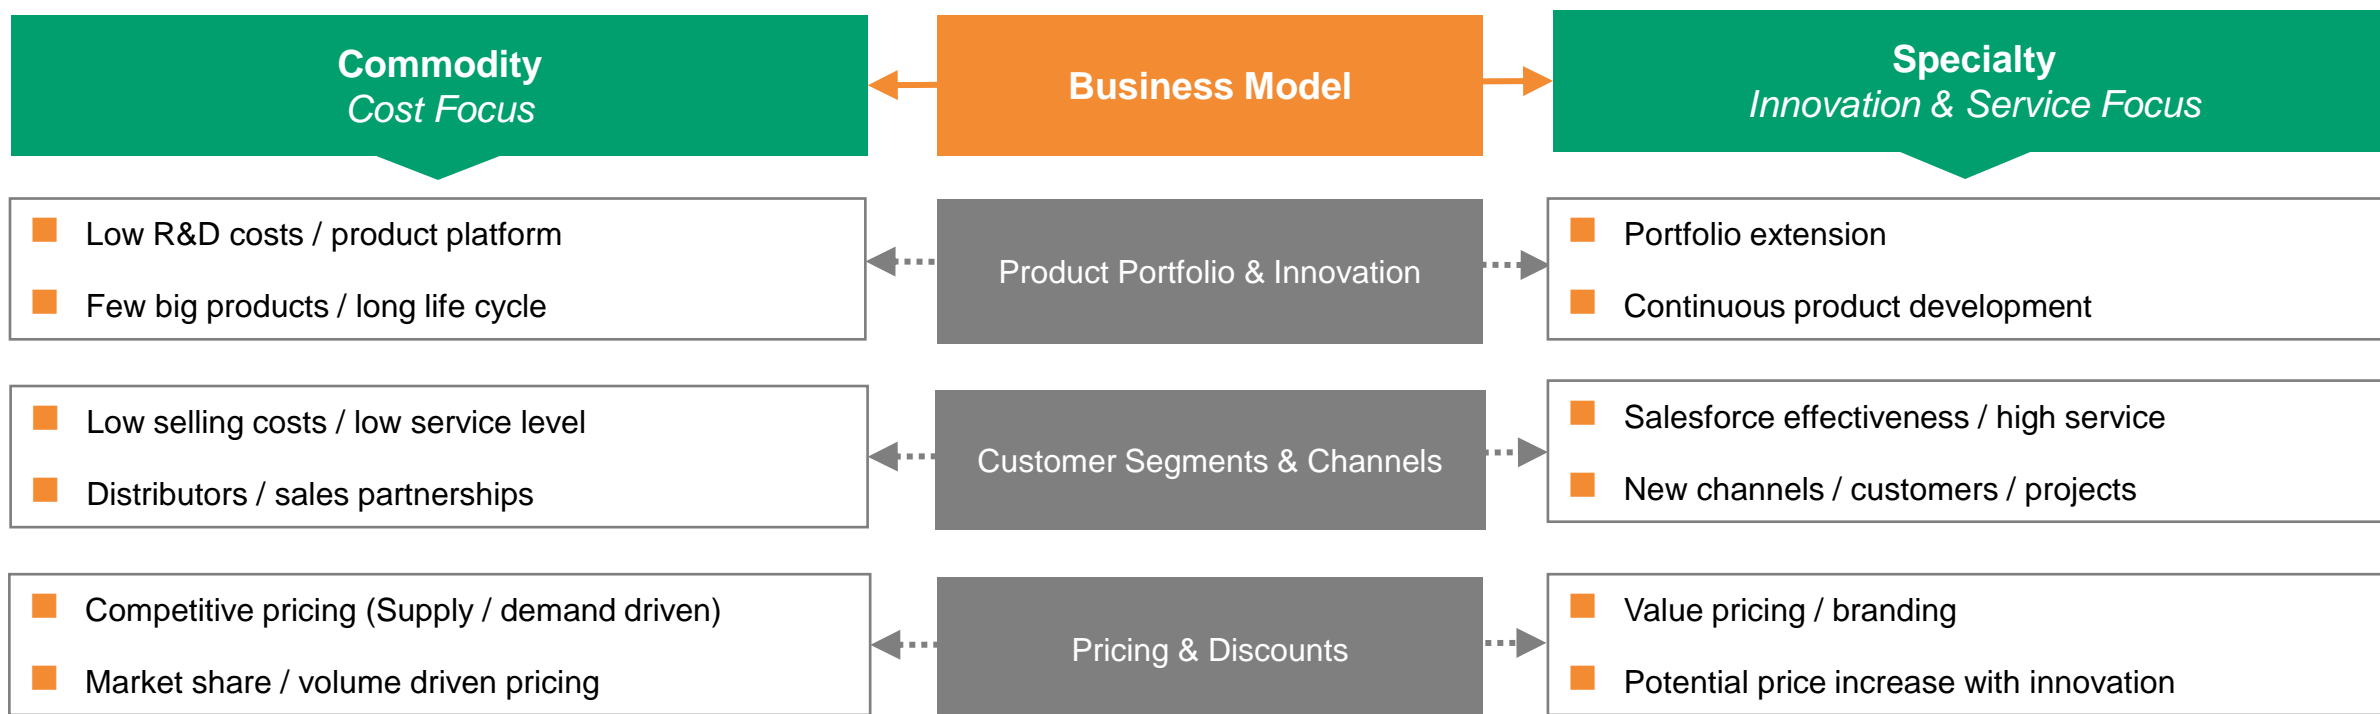 Commodity
Cost Focus
Business Model
Specialty
Innovation & Service Focus
Low R&D costs / product platform
Few big products / long life cycle
Product Portfolio & Innovation
Portfolio extension
Continuous product development
Low selling costs / low service level
Distributors / sales partnerships
Customer Segments & Channels
Salesforce effectiveness / high service
New channels / customers / projects
Competitive pricing (Supply / demand driven)
Market share / volume driven pricing
Pricing & Discounts
Value pricing / branding
Potential price increase with innovation